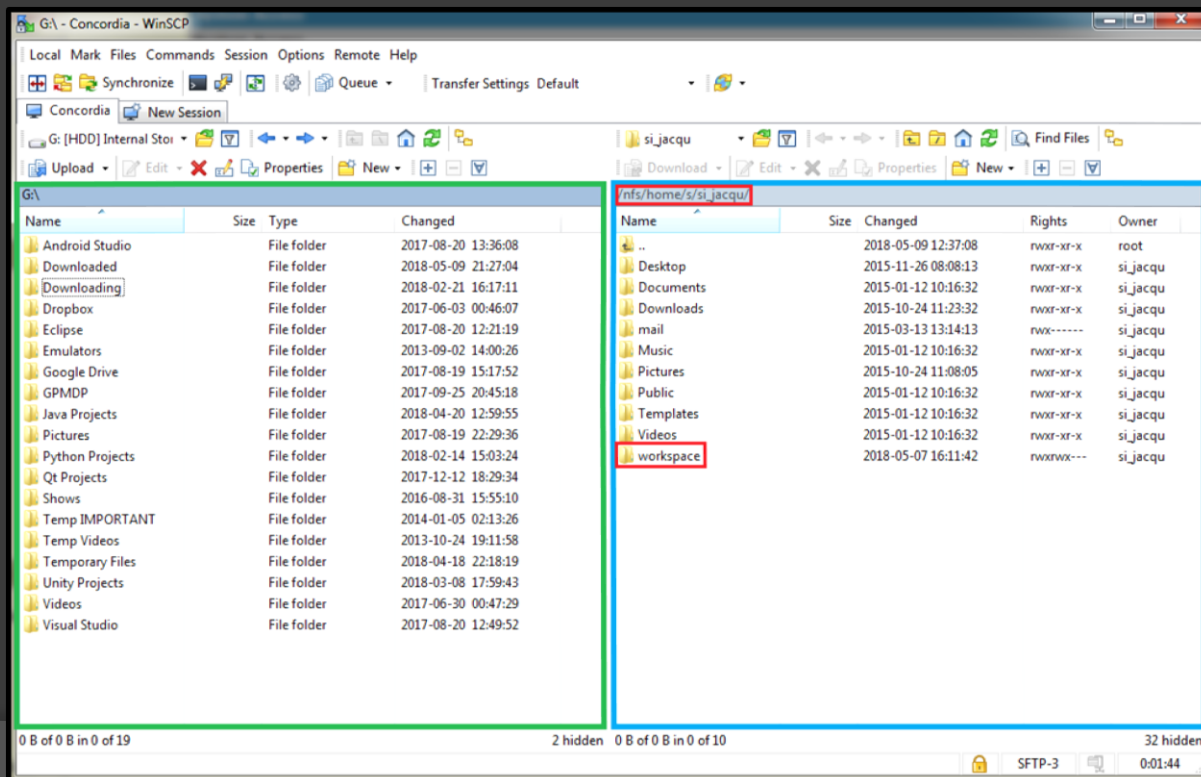 G:\ - Concordia - WinSCP
Local Mark Files Commands Session Options Remote Help
Synchronize Queue Transfer Settings Default
Concordia New Session
G: [HDD] Internal Stor si_jacqu Find Files
Upload Edit Properties New Download Edit Properties New
G:\ /nfs/home/s/si_jacqu/
Name Size Type Changed Name Size Changed Rights Owner
Android Studio File folder 2017-08-20 13:36:08 .. 2018-05-09 12:37:08 rwxr-xr-x root
Downloaded File folder 2018-05-09 21:27:04 Desktop 2015-11-26 08:08:13 rwxr-xr-x si_jacqu
Downloading File folder 2018-02-21 16:17:11 Documents 2015-01-12 10:16:32 rwxr-xr-x si_jacqu
Dropbox File folder 2017-06-03 00:46:07 Downloads 2015-10-24 11:23:32 rwxr-xr-x si_jacqu
Eclipse File folder 2017-08-20 12:21:19 mail 2015-03-13 13:14:13 rwx------ si_jacqu
Emulators File folder 2013-09-02 14:00:26 Music 2015-01-12 10:16:32 rwxr-xr-x si_jacqu
Google Drive File folder 2017-08-19 15:17:52 Pictures 2015-10-24 11:08:05 rwxr-xr-x si_jacqu
GPMDP File folder 2017-09-25 20:45:18 Public 2015-01-12 10:16:32 rwxr-xr-x si_jacqu
Java Projects File folder 2018-04-20 12:59:55 Templates 2015-01-12 10:16:32 rwxr-xr-x si_jacqu
Pictures File folder 2017-08-19 22:29:36 Videos 2015-01-12 10:16:32 rwxr-xr-x si_jacqu
Python Projects File folder 2018-02-14 15:03:24 workspace 2018-05-07 16:11:42 rwxrwx--- si_jacqu
Qt Projects File folder 2017-12-12 18:29:34
Shows File folder 2016-08-31 15:55:10
Temp IMPORTANT File folder 2014-01-05 02:13:26
Temp Videos File folder 2013-10-24 19:11:58
Temporary Files File folder 2018-04-18 22:18:19
Unity Projects File folder 2018-03-08 17:59:43
Videos File folder 2017-06-30 00:47:29
Visual Studio File folder 2017-08-20 12:49:52
0 B of 0 B in 0 of 19 2 hidden 0 B of 0 B in 0 of 10 32 hidden
SFTP-3 0:01:44